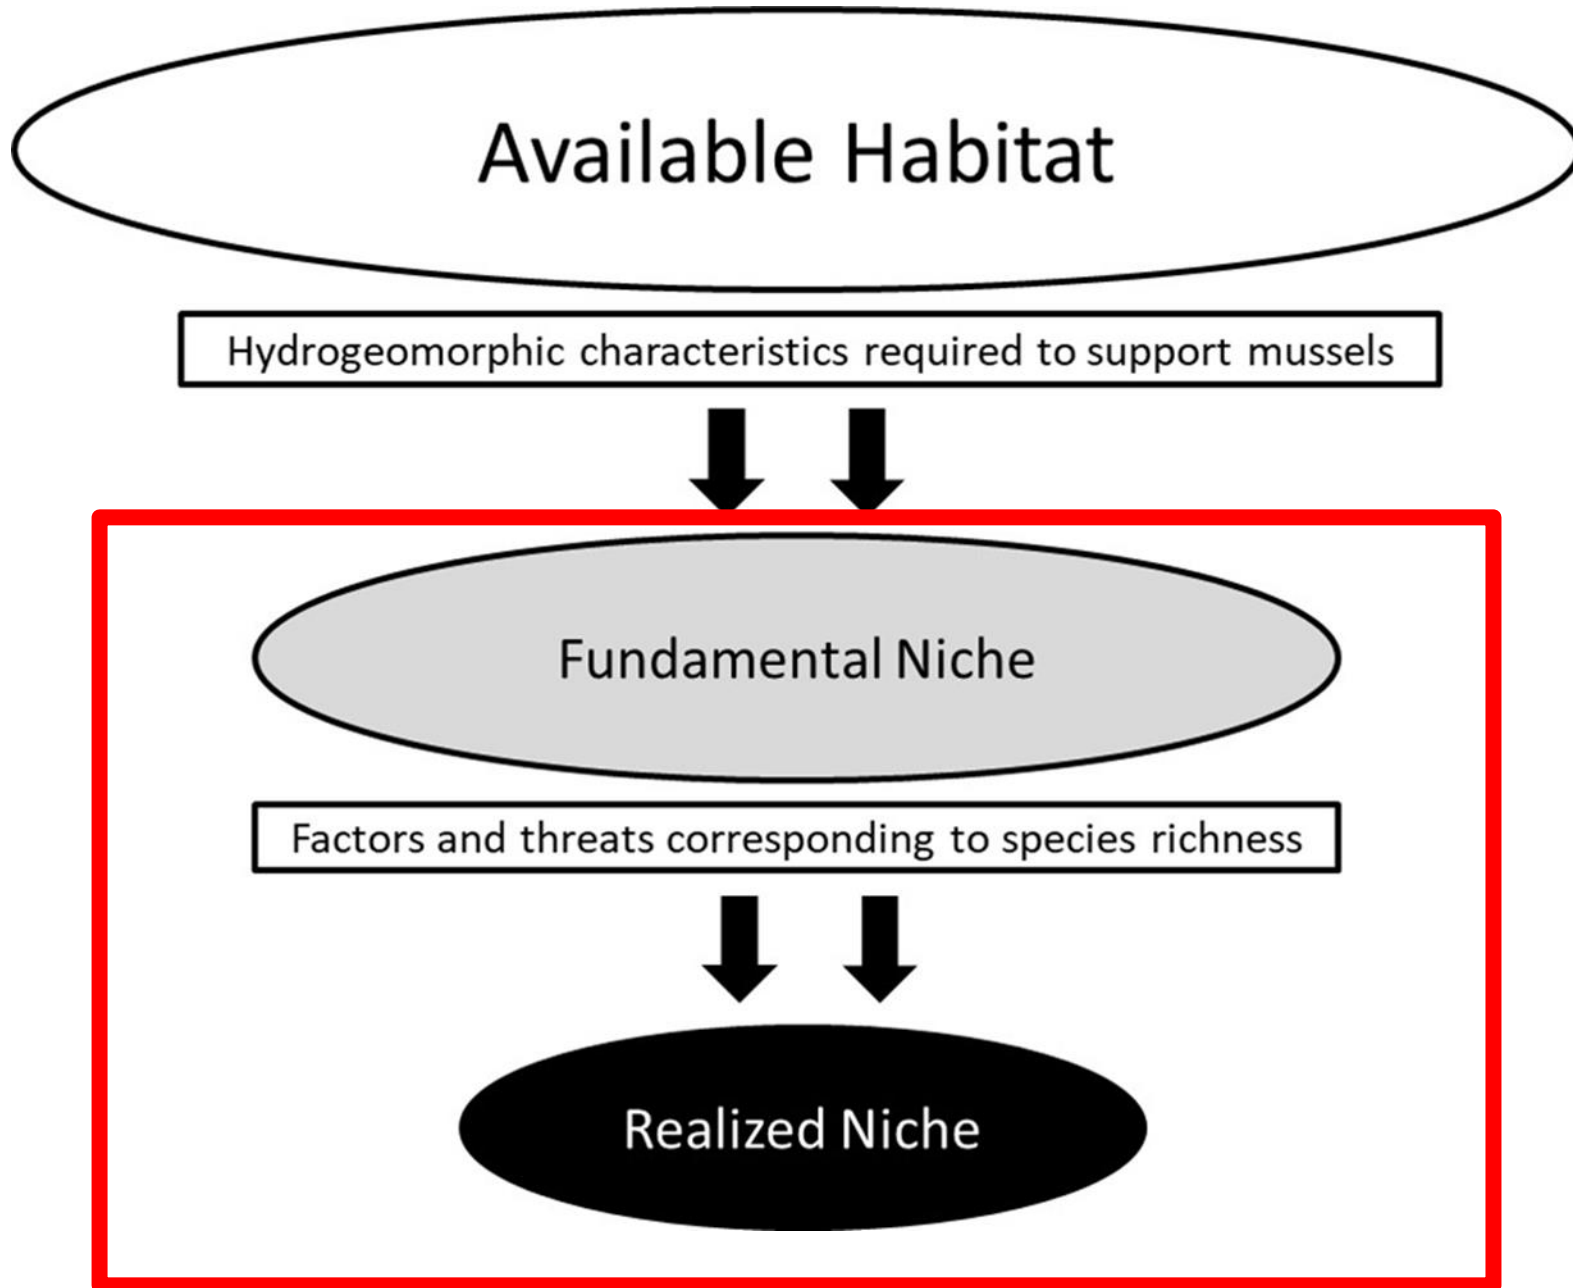 Available Habitat
Hydrogeomorphic characteristics required to support mussels
Fundamental Niche
Factors and threats corresponding to species richness
Realized Niche